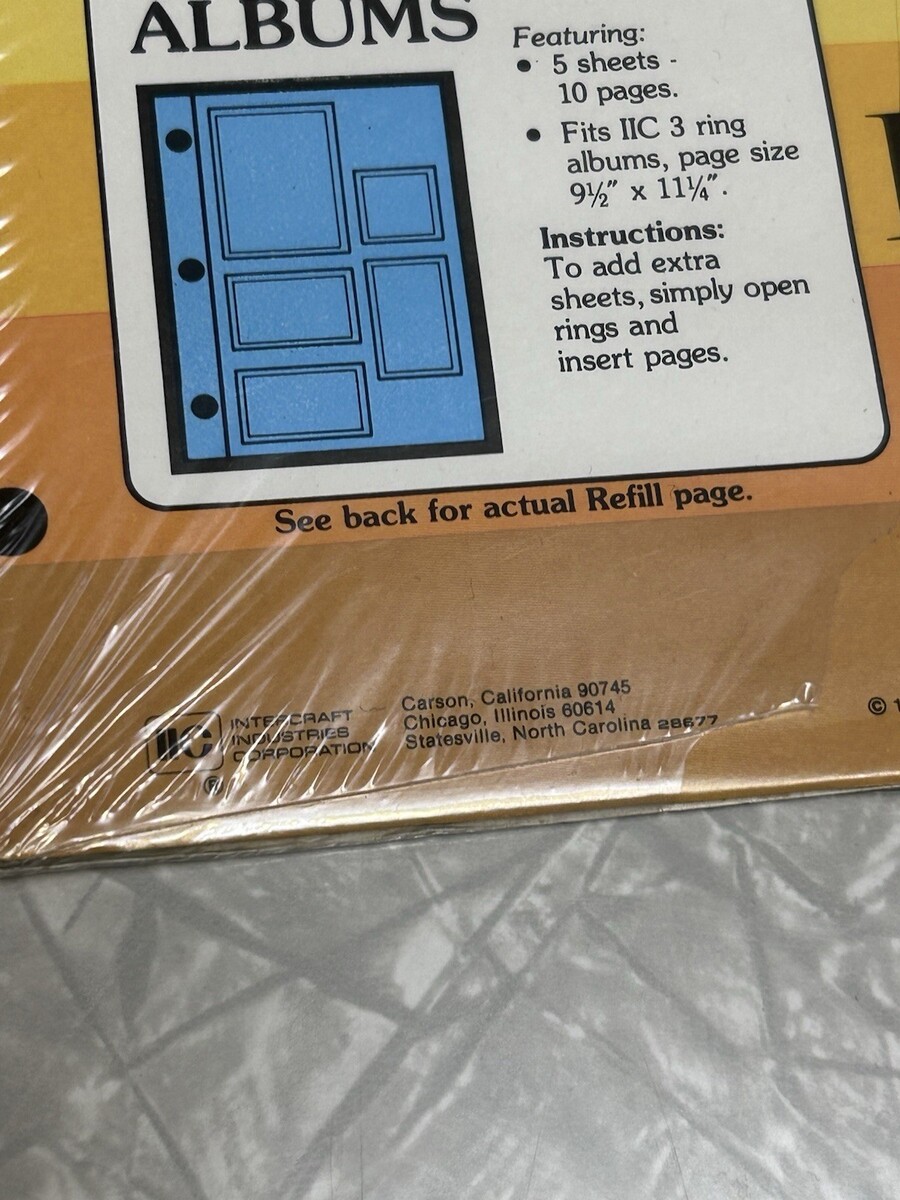 ALBUMS
Featuring:
• 5 sheets -
10 pages.
• Fits IIC 3 ring
albums, page size
9½" x 11¼".
Instructions:
To add extra
sheets, simply open
rings and
insert pages.
See back for actual Refill page.
IIC
INTERCRAFT
INDUSTRIES
CORPORATION
®
Carson, California 90745
Chicago, Illinois 60614
Statesville, North Carolina 28677
© 1